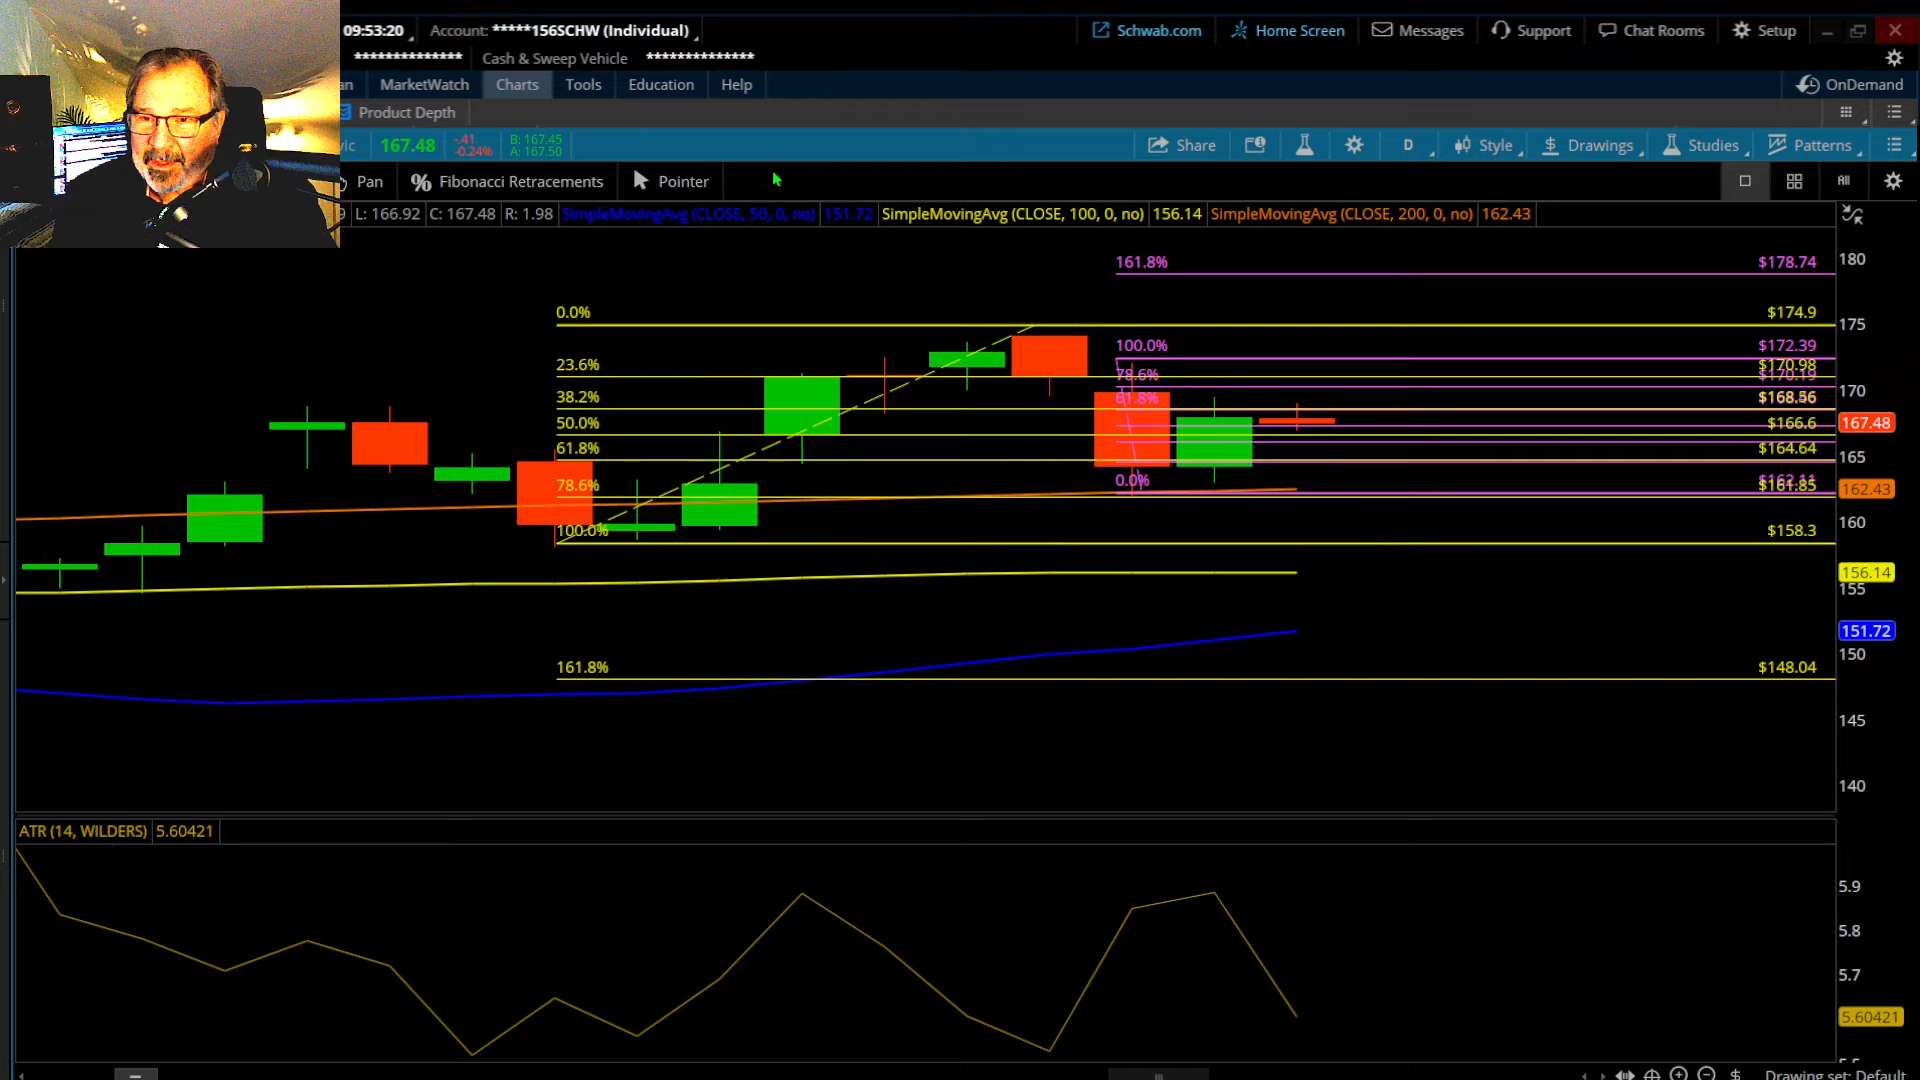 09:53:20 Account: *****156SCHW (Individual) Schwab.com Home Screen Messages Support Chat Rooms Setup
************** Cash & Sweep Vehicle **************
an MarketWatch Charts Tools Education Help OnDemand
Product Depth
vic 167.48 -.41 -0.24% B: 167.45 A: 167.50 Share D Style Drawings Studies Patterns
Pan Fibonacci Retracements Pointer All
9 L: 166.92 C: 167.48 R: 1.98 SimpleMovingAvg (CLOSE, 50, 0, no) 151.72 SimpleMovingAvg (CLOSE, 100, 0, no) 156.14 SimpleMovingAvg (CLOSE, 200, 0, no) 162.43
161.8% $178.74 180
0.0% $174.9 175
100.0% $172.39
23.6% $170.98
78.6% $170.19
38.2% 61.8% 170
50.0% $166.6 167.48
61.8% $164.64 165
78.6% 0.0% $161.85 162.43
100.0% $158.3 160
156.14
155
151.72
150
161.8% $148.04
145
140
ATR (14, WILDERS) 5.60421
5.9
5.8
5.7
5.60421
5.5
Drawing set: Default